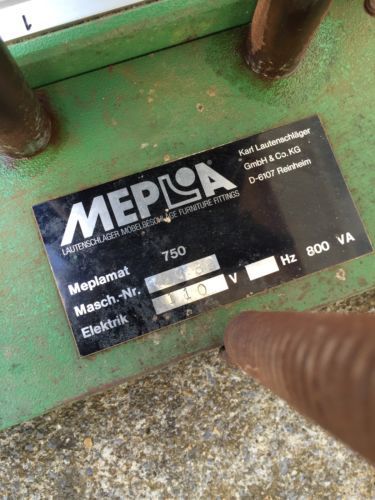 1
MEPLA
LAUTENSCHLÄGER MÖBELBESCHLÄGE FURNITURE FITTINGS
Karl Lautenschläger
GmbH & Co. KG
D-6107 Reinheim
Meplamat 750
Masch.-Nr.
Elektrik 110 V Hz 800 VA